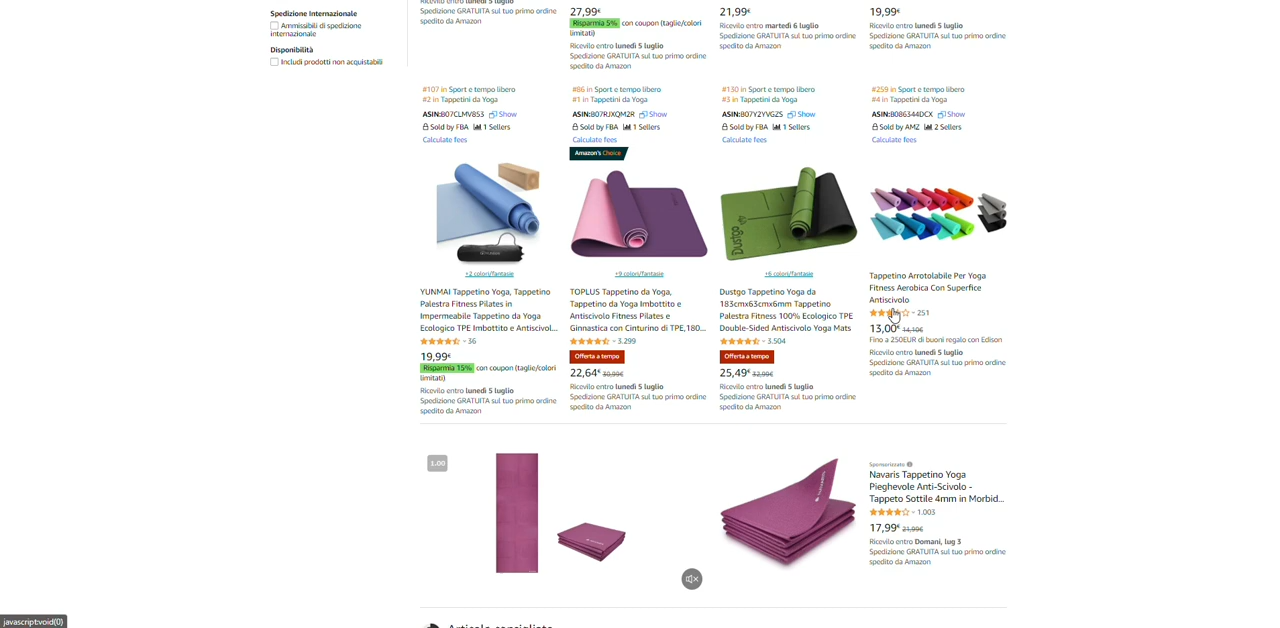 Spedizione Internazionale
Ammissibili di spedizione
internazionale
Disponibilità
Includi prodotti non acquistabili
Ricevilo entro lunedì 5 luglio
Spedizione GRATUITA sul tuo primo ordine
spedito da Amazon
27,99€
Risparmia 5% con coupon (taglie/colori
limitati)
Ricevilo entro lunedì 5 luglio
Spedizione GRATUITA sul tuo primo ordine
spedito da Amazon
21,99€
Ricevilo entro martedì 6 luglio
Spedizione GRATUITA sul tuo primo ordine
spedito da Amazon
19,99€
Ricevilo entro lunedì 5 luglio
Spedizione GRATUITA sul tuo primo ordine
spedito da Amazon
#107 in Sport e tempo libero
#2 in Tappetini da Yoga
ASIN:B07CLMV853 Show
Sold by FBA 1 Sellers
Calculate fees
#86 in Sport e tempo libero
#1 in Tappetini da Yoga
ASIN:B07RJXQM2R Show
Sold by FBA 1 Sellers
Calculate fees
#130 in Sport e tempo libero
#3 in Tappetini da Yoga
ASIN:B07Y2YVGZS Show
Sold by FBA 1 Sellers
Calculate fees
#259 in Sport e tempo libero
#4 in Tappetini da Yoga
ASIN:B086344DCX Show
Sold by AMZ 2 Sellers
Calculate fees
+2 colori/fantasie
YUNMAI Tappetino Yoga, Tappetino
Palestra Fitness Pilates in
Impermeabile Tappetino da Yoga
Ecologico TPE Imbottito e Antiscivol...
36
19,99€
Risparmia 15% con coupon (taglie/colori
limitati)
Ricevilo entro lunedì 5 luglio
Spedizione GRATUITA sul tuo primo ordine
spedito da Amazon
Amazon's Choice
+9 colori/fantasie
TOPLUS Tappetino da Yoga,
Tappetino da Yoga Imbottito e
Antiscivolo Fitness Pilates e
Ginnastica con Cinturino di TPE,180...
3.299
Offerta a tempo
22,64€ 30,99€
Ricevilo entro lunedì 5 luglio
Spedizione GRATUITA sul tuo primo ordine
spedito da Amazon
Dustgo
+6 colori/fantasie
Dustgo Tappetino Yoga da
183cmx63cmx6mm Tappetino
Palestra Fitness 100% Ecologico TPE
Double-Sided Antiscivolo Yoga Mats
3.504
Offerta a tempo
25,49€ 32,99€
Ricevilo entro lunedì 5 luglio
Spedizione GRATUITA sul tuo primo ordine
spedito da Amazon
Tappetino Arrotolabile Per Yoga
Fitness Aerobica Con Superfice
Antiscivolo
251
13,00€ 14,10€
Fino a 250EUR di buoni regalo con Edison
Ricevilo entro lunedì 5 luglio
Spedizione GRATUITA sul tuo primo ordine
spedito da Amazon
1.00
Sponsorizzato
Navaris Tappetino Yoga
Pieghevole Anti-Scivolo -
Tappeto Sottile 4mm in Morbid...
1.003
17,99€ 21,99€
Ricevilo entro Domani, lug 3
Spedizione GRATUITA sul tuo primo ordine
spedito da Amazon
javascript:void(0)